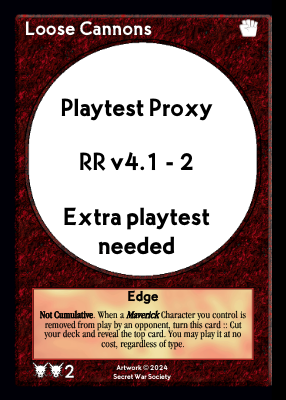 Loose Cannons
Playtest Proxy
RR v4.1 - 2
Extra playtest
needed
Edge
Not Cumulative. When a Maverick Character you control is
removed from play by an opponent, turn this card :: Cut
your deck and reveal the top card. You may play it at no
cost, regardless of type.
2
Artwork © 2024
Secret War Society